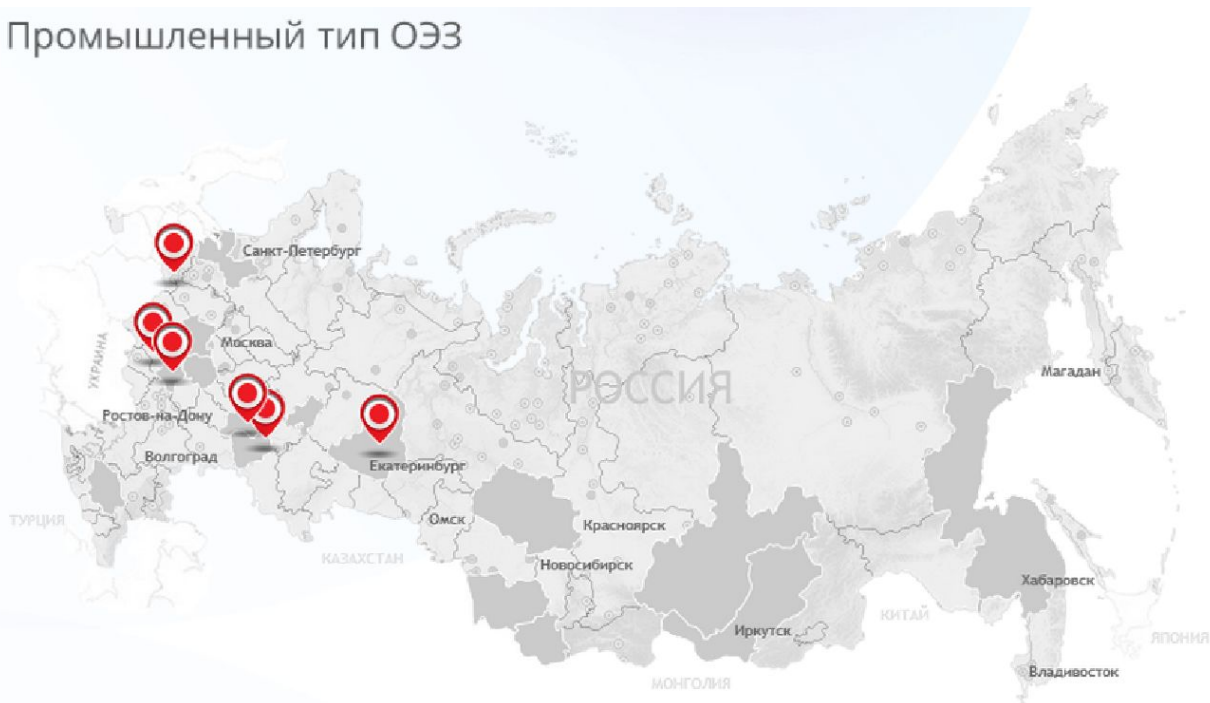 Промышленный тип ОЭЗ
Санкт-Петербург
УКРАИНА
Москва
РОССИЯ
Магадан
Ростов-на-Дону
Волгоград
Екатеринбург
ТУРЦИЯ
Омск
Красноярск
КАЗАХСТАН
Новосибирск
Хабаровск
КИТАЙ
Иркутск
ЯПОНИЯ
Владивосток
МОНГОЛИЯ